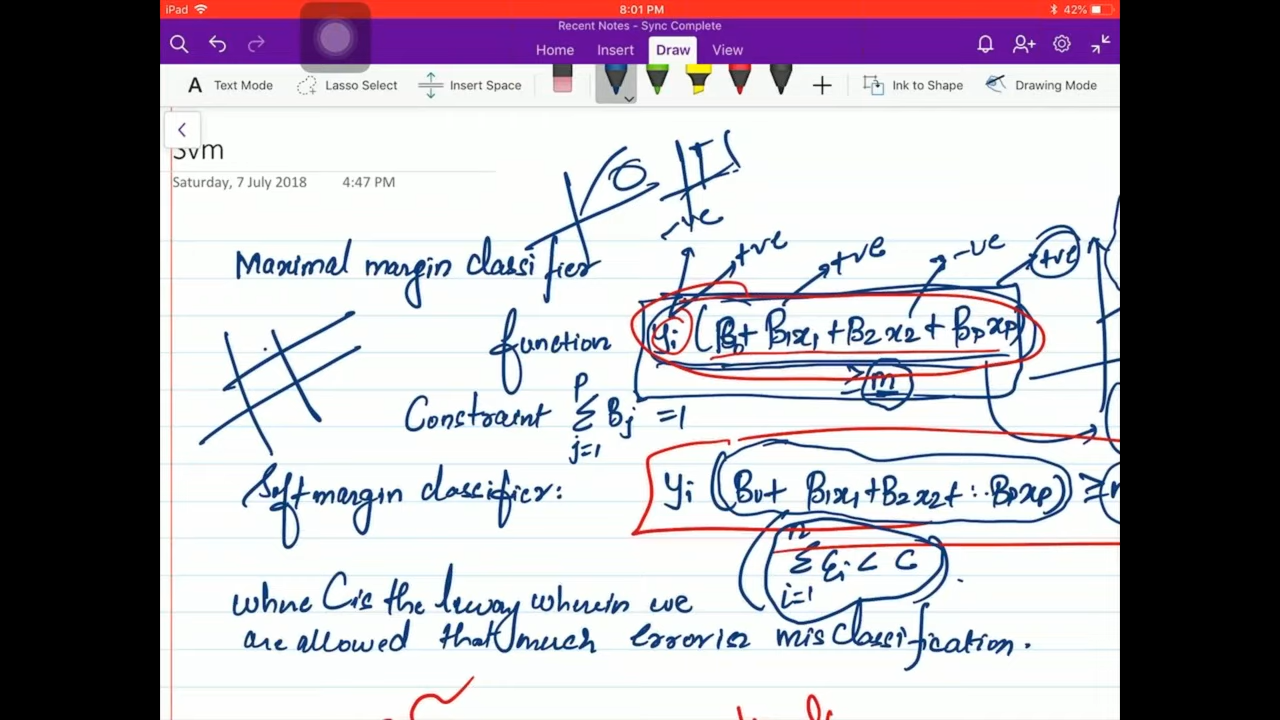 iPad 8:01 PM 42%
Recent Notes - Sync Complete
Home Insert Draw View
A Text Mode Lasso Select Insert Space Ink to Shape Drawing Mode
Svm
Saturday, 7 July 2018 4:47 PM
-ve
+ve +ve -ve +ve
Maximal margin classifier
function yi (B0+ B1x1 + B2x2 + Bpxp)
≥ m
Constraint p Σ j=1 Bj = 1
Soft margin classifier: yi (B0+ B1x1+B2x2+ ... Bpxp) ≥ m
n Σ i=1 Ɛi < C
where C is the leway wherein we
are allowed that much error in misclassification.